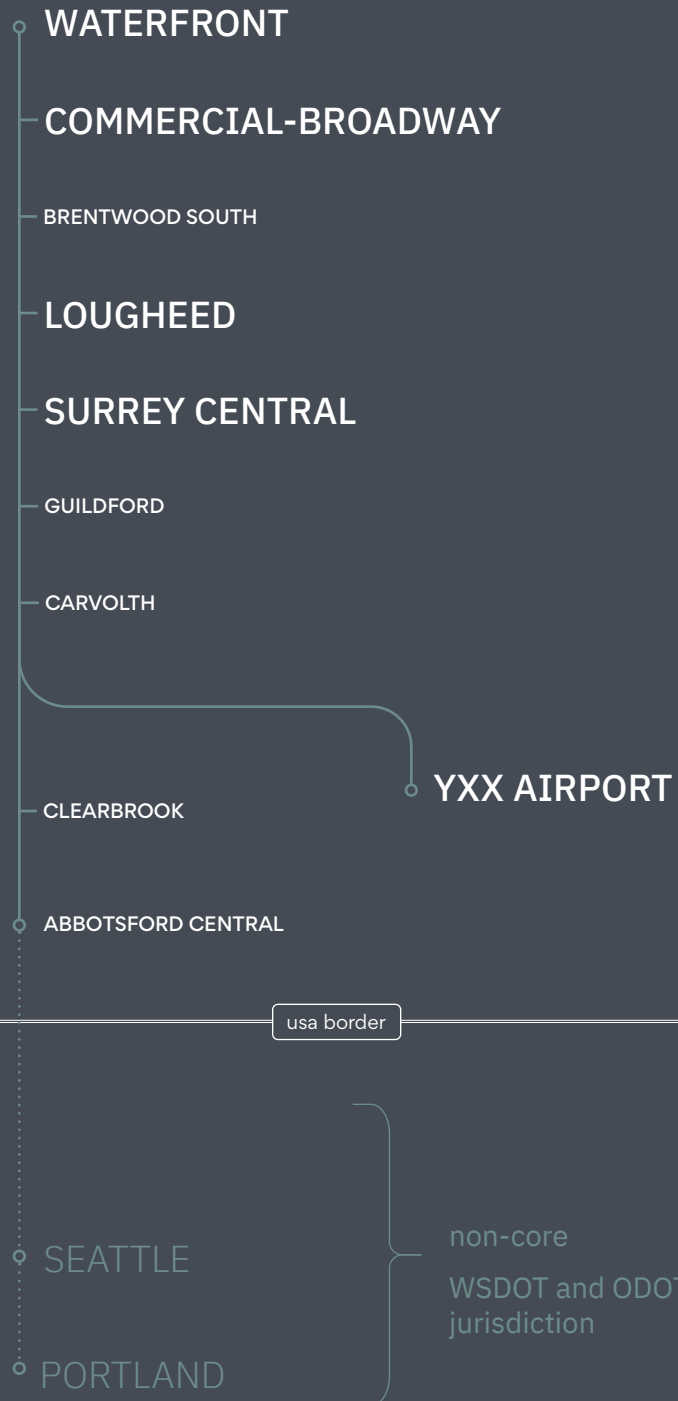 WATERFRONT
COMMERCIAL-BROADWAY
BRENTWOOD SOUTH
LOUGHEED
SURREY CENTRAL
GUILDFORD
CARVOLTH
YXX AIRPORT
CLEARBROOK
ABBOTSFORD CENTRAL
usa border
non-core
SEATTLE
WSDOT and ODOT
jurisdiction
PORTLAND